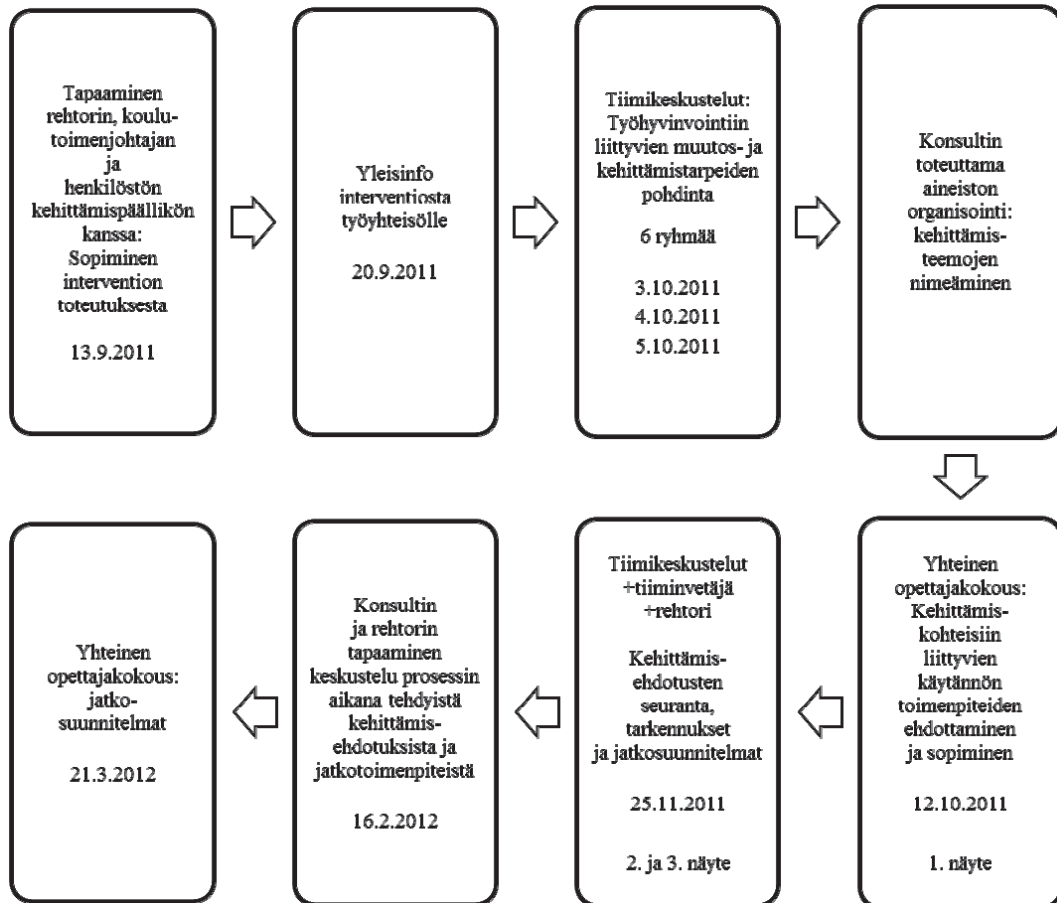 Tapaaminen
rehtorin, koulu-
toimenjohtajan
ja
henkilöstön
kehittämispäällikön
kanssa:
Sopiminen
intervention
toteutuksesta
13.9.2011
Yleisinfo
interventiosta
työyhteisölle
20.9.2011
Tiimikeskustelut:
Työhyvinvointiin
liittyvien muutos- ja
kehittämistarpeiden
pohdinta
6 ryhmää
3.10.2011
4.10.2011
5.10.2011
Konsultin
toteuttama
aineiston
organisointi:
kehittämis-
teemojen
nimeäminen
Yhteinen
opettajakokous:
Kehittämis-
kohteisiin
liittyvien
käytännön
toimenpiteiden
ehdottaminen
ja sopiminen
12.10.2011
1. näyte
Tiimikeskustelut
+tiiminvetäjä
+rehtori
Kehittämis-
ehdotusten
seuranta,
tarkennukset
ja jatkosuunnitelmat
25.11.2011
2. ja 3. näyte
Konsultin
ja rehtorin
tapaaminen
keskustelu prosessin
aikana tehdyistä
kehittämis-
ehdotuksista ja
jatkotoimenpiteistä
16.2.2012
Yhteinen
opettajakokous:
jatko-
suunnitelmat
21.3.2012